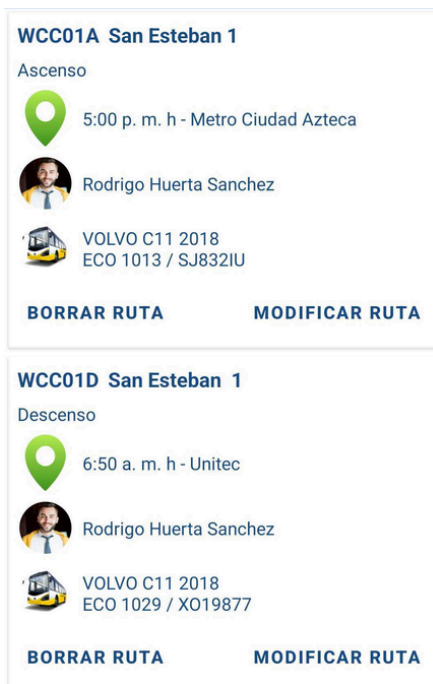 WCC01A San Esteban 1
Ascenso
5:00 p. m. h - Metro Ciudad Azteca
Rodrigo Huerta Sanchez
VOLVO C11 2018
ECO 1013 / SJ832IU
BORRAR RUTA MODIFICAR RUTA
WCC01D San Esteban 1
Descenso
6:50 a. m. h - Unitec
Rodrigo Huerta Sanchez
VOLVO C11 2018
ECO 1029 / XO19877
BORRAR RUTA MODIFICAR RUTA